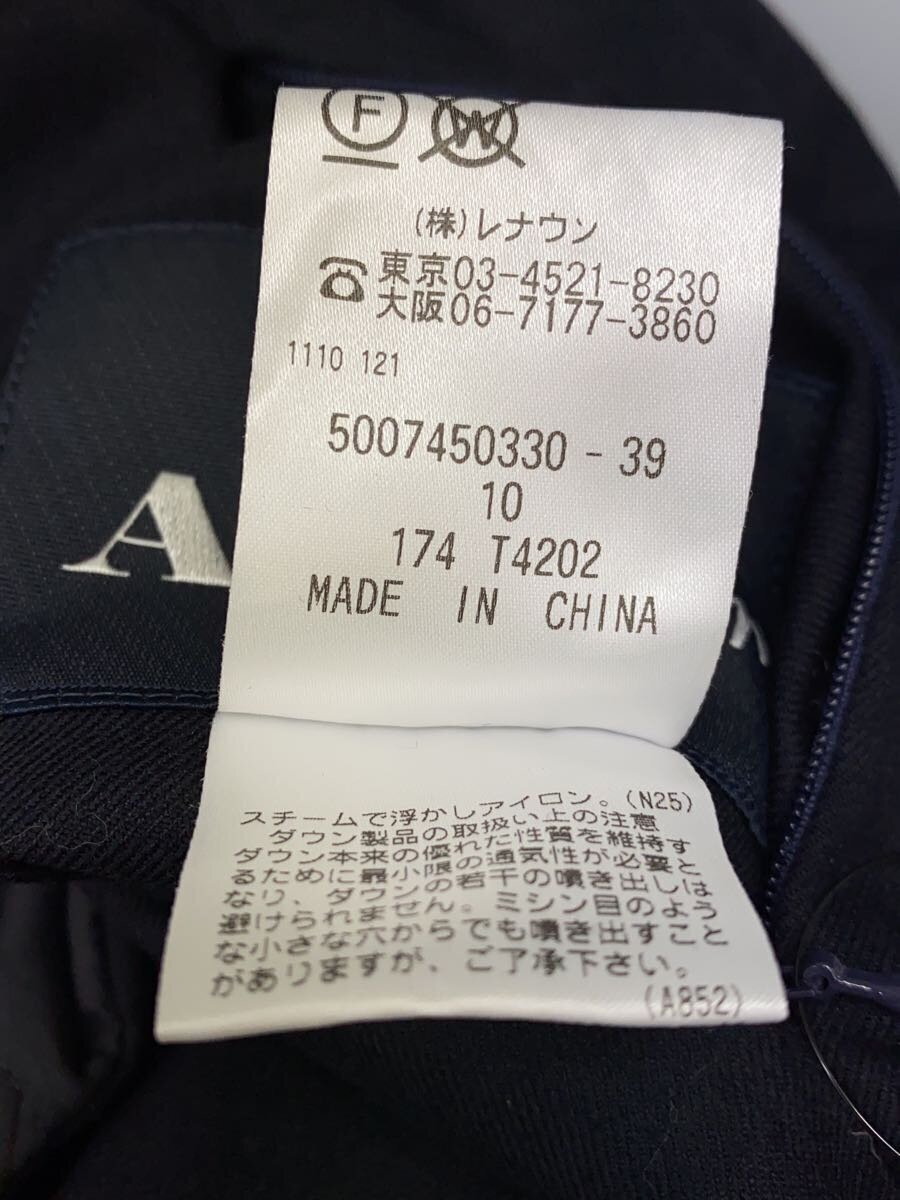 F
W
(株)レナウン
☎東京03-4521-8230
大阪06-7177-3860
1110 121
5007450330 - 39
10
174 T4202
MADE IN CHINA
A
スチームで浮かしアイロン。(N25)
ダウン製品の取扱い上の注意
ダウン本来の優れた性質を維持す
るために最小限の通気性が必要と
なり、ダウンの若干の噴き出しは
避けられません。ミシン目のよう
な小さな穴からでも噴き出すこと
がありますが、ご了承下さい。
(A852)